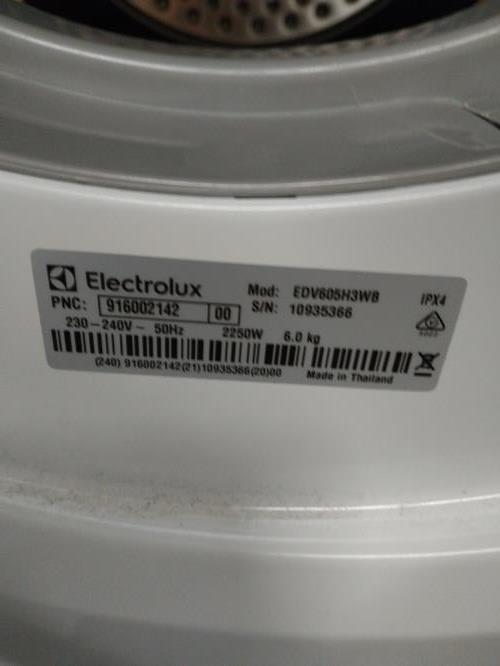 Electrolux
Mod: EDV605H3WB
IPX4
PNC: 916002142 00
S/N: 10935366
230-240V~ 50Hz 2250W 6.0 kg
(240) 916002142(21)10935366(20)00
Made in Thailand